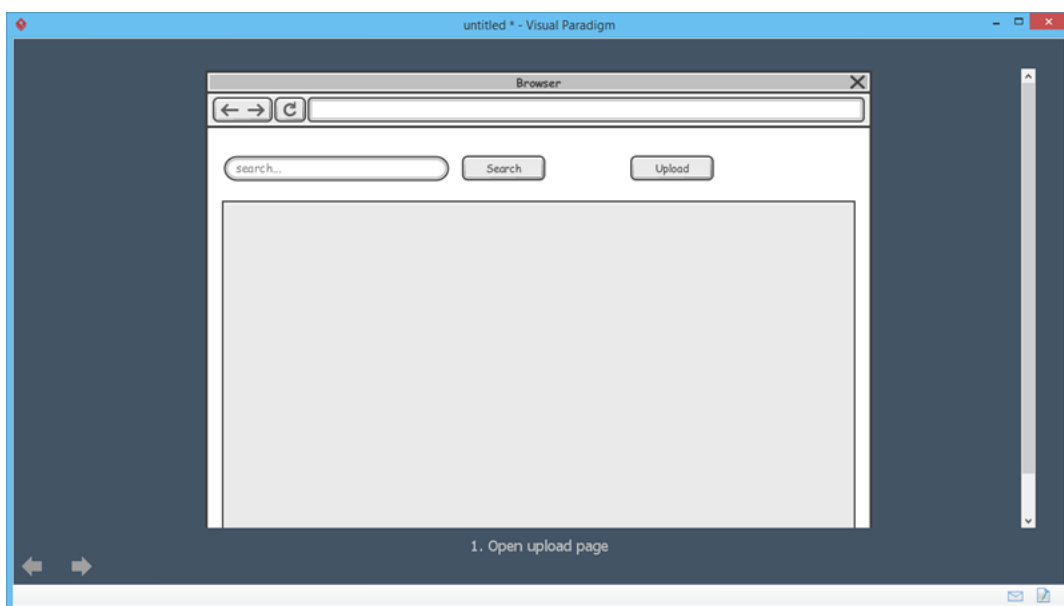 untitled * - Visual Paradigm
Browser
search...
Search
Upload
1. Open upload page